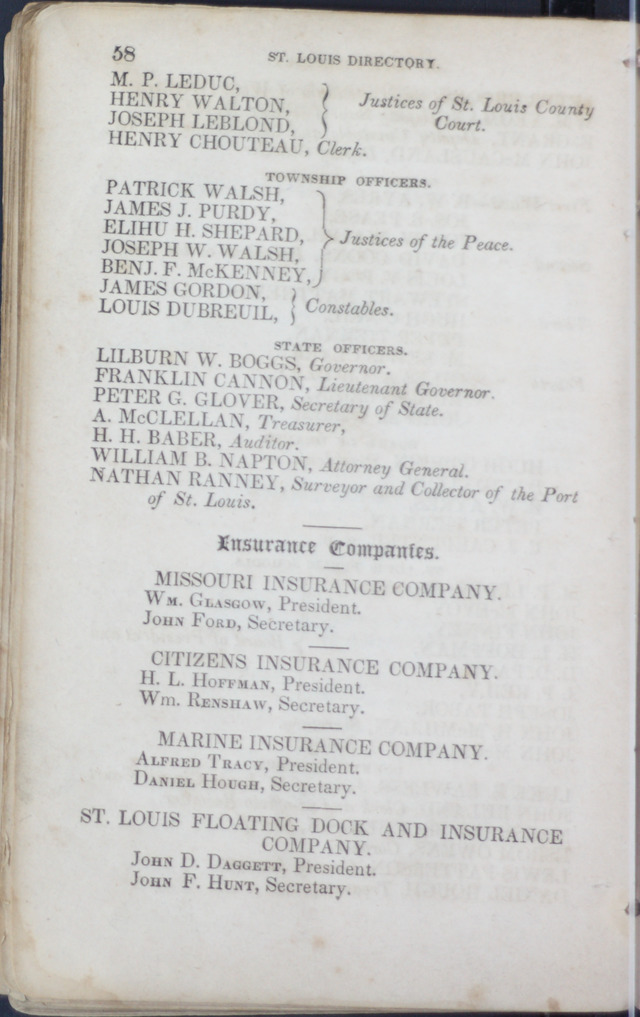 58 ST. LOUIS DIRECTORY.
M. P. LEDUC,
HENRY WALTON,
JOSEPH LEBLOND,
Justices of St. Louis County
Court.
HENRY CHOUTEAU, Clerk.
TOWNSHIP OFFICERS.
PATRICK WALSH,
JAMES J. PURDY,
ELIHU H. SHEPARD,
JOSEPH W. WALSH,
BENJ. F. McKENNEY,
Justices of the Peace.
JAMES GORDON,
LOUIS DUBREUIL,
Constables.
STATE OFFICERS.
LILBURN W. BOGGS, Governor.
FRANKLIN CANNON, Lieutenant Governor.
PETER G. GLOVER, Secretary of State.
A. McCLELLAN, Treasurer,
H. H. BABER, Auditor.
WILLIAM B. NAPTON, Attorney General.
NATHAN RANNEY, Surveyor and Collector of the Port
of St. Louis.
Insurance Companies.
MISSOURI INSURANCE COMPANY.
WM. GLASGOW, President.
JOHN FORD, Secretary.
CITIZENS INSURANCE COMPANY.
H. L. HOFFMAN, President.
Wm. RENSHAW, Secretary.
MARINE INSURANCE COMPANY.
ALFRED TRACY, President.
DANIEL HOUGH, Secretary.
ST. LOUIS FLOATING DOCK AND INSURANCE
COMPANY.
JOHN D. DAGGETT, President.
JOHN F. HUNT, Secretary.